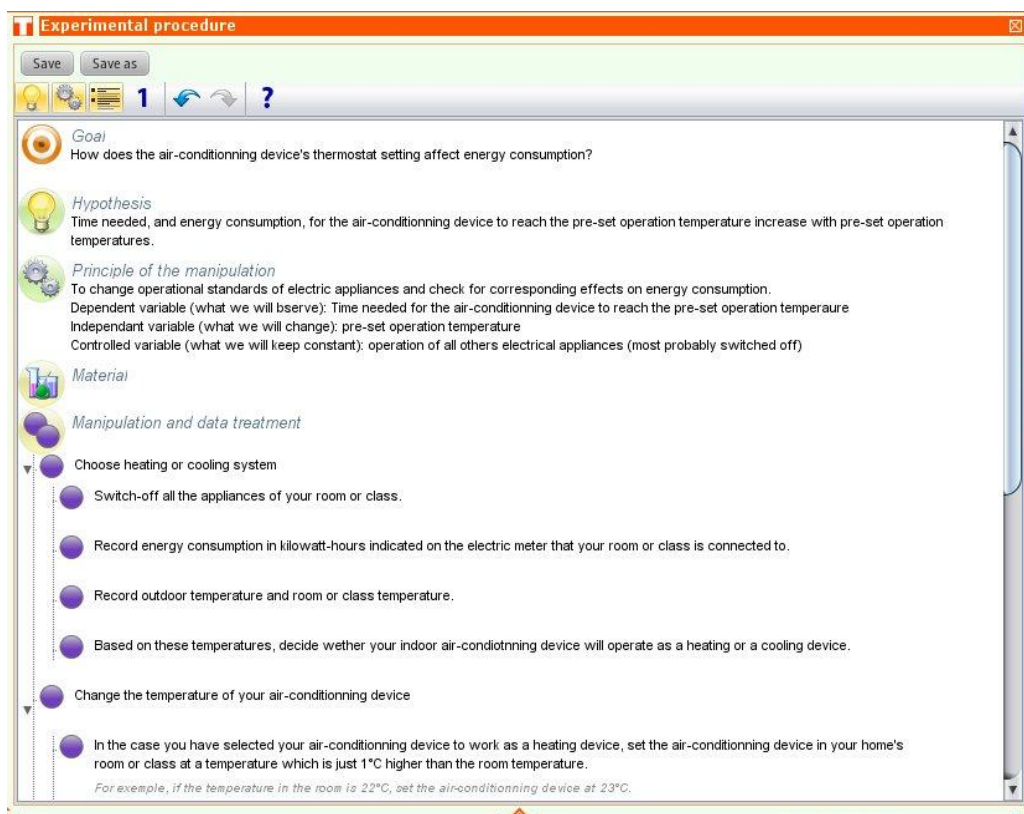 Experimental procedure
Save
Save as
1
?
Goal
How does the air-conditionning device's thermostat setting affect energy consumption?
Hypothesis
Time needed, and energy consumption, for the air-conditionning device to reach the pre-set operation temperature increase with pre-set operation
temperatures.
Principle of the manipulation
To change operational standards of electric appliances and check for corresponding effects on energy consumption.
Dependent variable (what we will bserve): Time needed for the air-conditionning device to reach the pre-set operation temperaure
Independant variable (what we will change): pre-set operation temperature
Controlled variable (what we will keep constant): operation of all others electrical appliances (most probably switched off)
Material
Manipulation and data treatment
Choose heating or cooling system
Switch-off all the appliances of your room or class.
Record energy consumption in kilowatt-hours indicated on the electric meter that your room or class is connected to.
Record outdoor temperature and room or class temperature.
Based on these temperatures, decide wether your indoor air-condiotnning device will operate as a heating or a cooling device.
Change the temperature of your air-conditionning device
In the case you have selected your air-conditionning device to work as a heating device, set the air-conditionning device in your home's
room or class at a temperature which is just 1°C higher than the room temperature.
For exemple, if the temperature in the room is 22°C, set the air-conditionning device at 23°C.